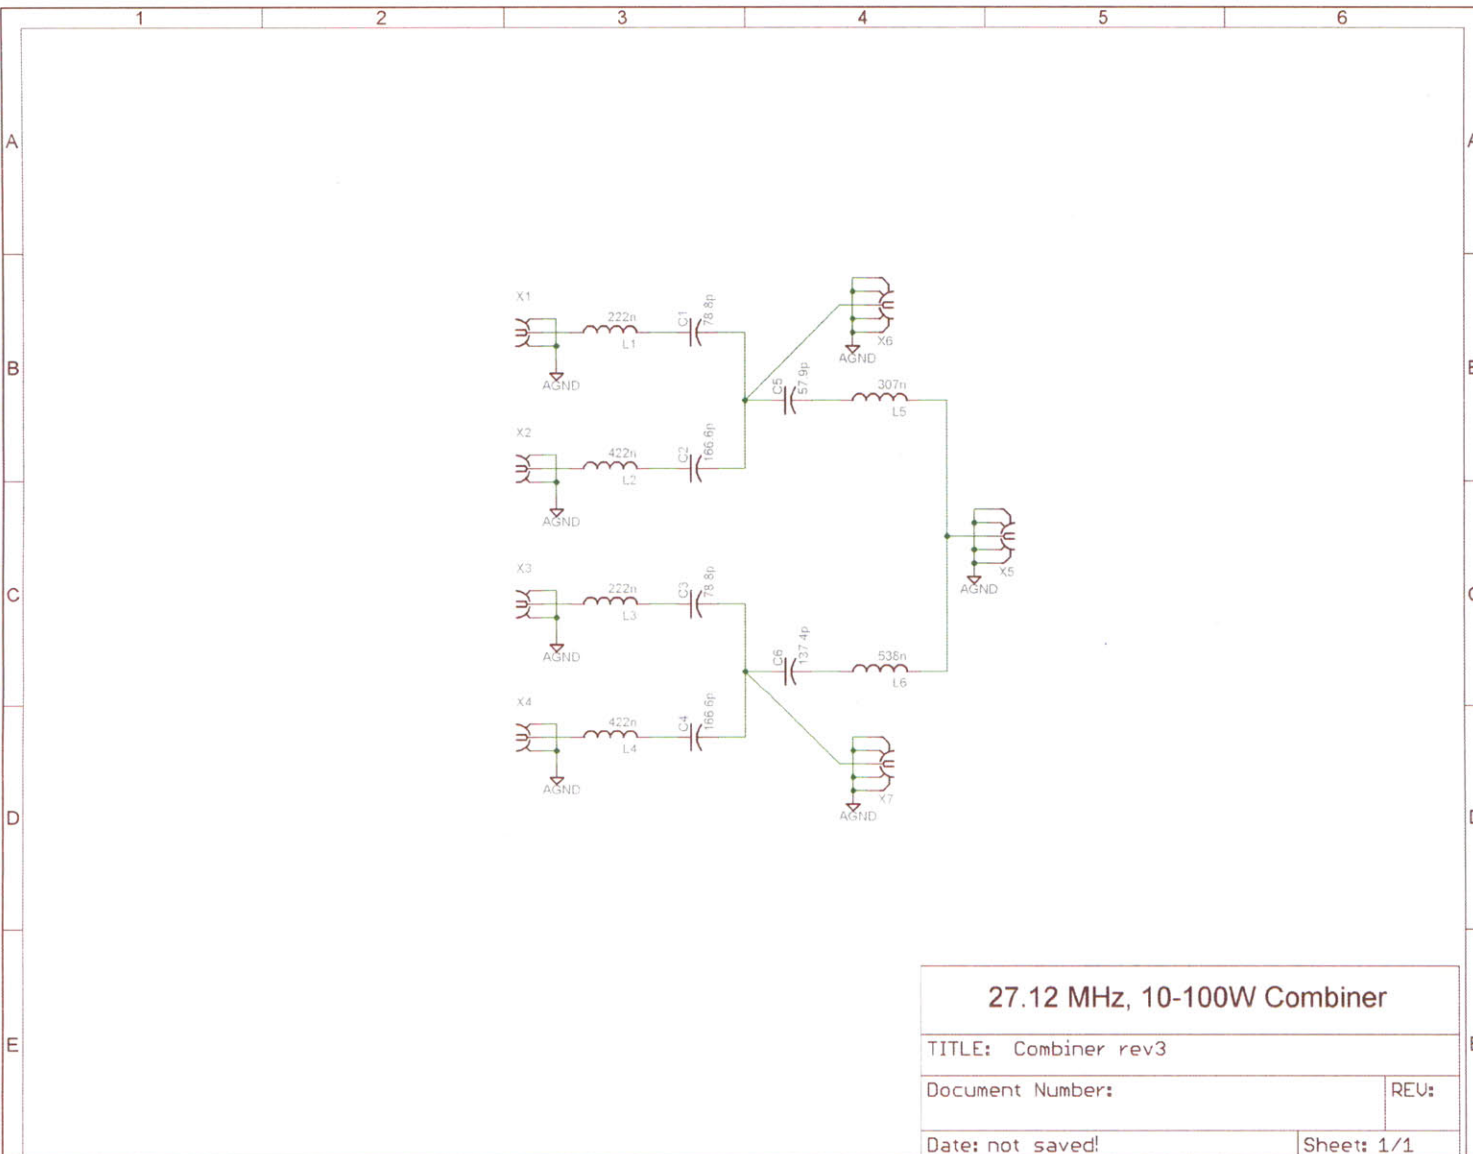 1 2 3 4 5 6
A A
X1
222n
L1
C1
78.8p
AGND
X6
AGND
B B
C5
57.9p
307n
L5
X2
422n
L2
C2
166.6p
AGND
X5
AGND
X3
222n
L3
C3
78.8p
AGND
C C
C6
137.4p
538n
L6
X4
422n
L4
C4
166.6p
AGND
X7
AGND
D D
27.12 MHz, 10-100W Combiner
TITLE: Combiner rev3
E E
Document Number:
REV:
Date: not saved!
Sheet: 1/1